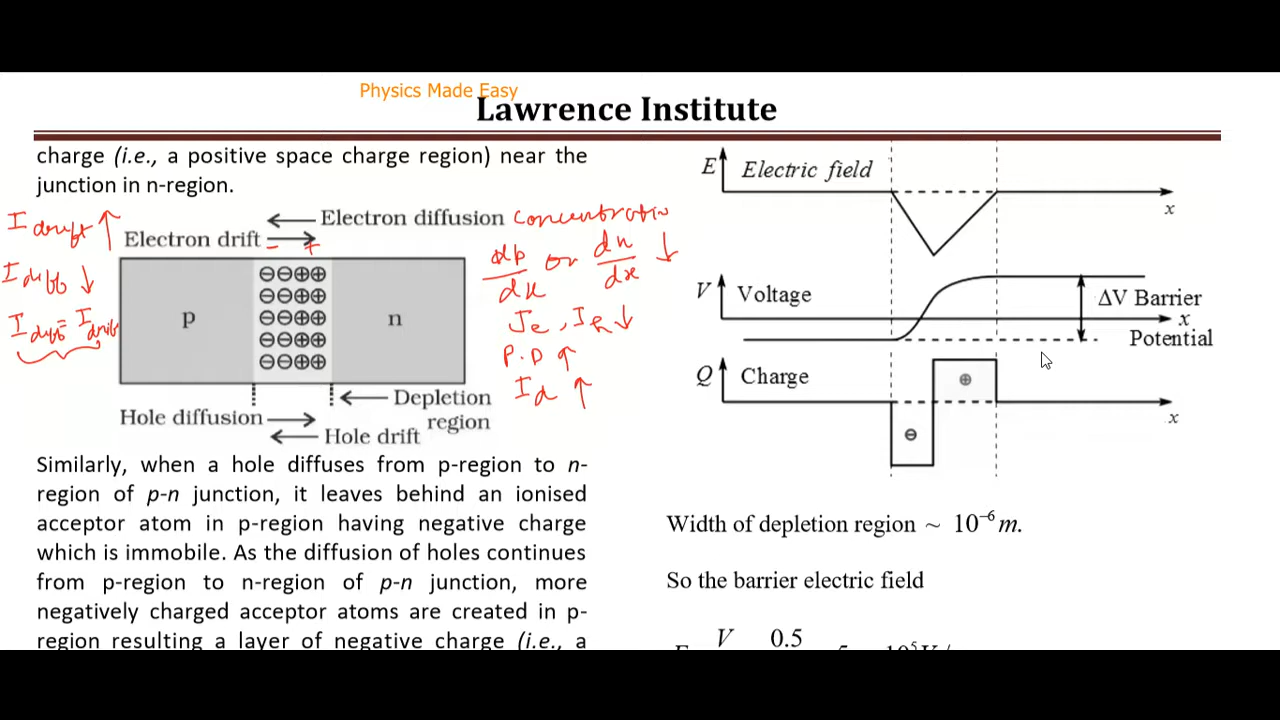 Physics Made Easy
Lawrence Institute
charge (i.e., a positive space charge region) near the
junction in n-region.
I drift ↑
I diff ↓
I diff = I drift
Electron diffusion
Electron drift
- +
⊖⊖⊕⊕
⊖⊖⊕⊕
⊖⊖⊕⊕
⊖⊖⊕⊕
⊖⊖⊕⊕
p
n
Depletion
region
Hole diffusion
Hole drift
dp/dx or dn/dx ↓
Je, Ih ↓
P.D ↑
Id ↑
Similarly, when a hole diffuses from p-region to n-
region of p-n junction, it leaves behind an ionised
acceptor atom in p-region having negative charge
which is immobile. As the diffusion of holes continues
from p-region to n-region of p-n junction, more
negatively charged acceptor atoms are created in p-
region resulting a layer of negative charge (i.e., a
E Electric field
x
V Voltage
ΔV Barrier
x
Potential
Q Charge
⊕
x
⊖
Width of depletion region ~ 10⁻⁶ m.
So the barrier electric field
V 0.5